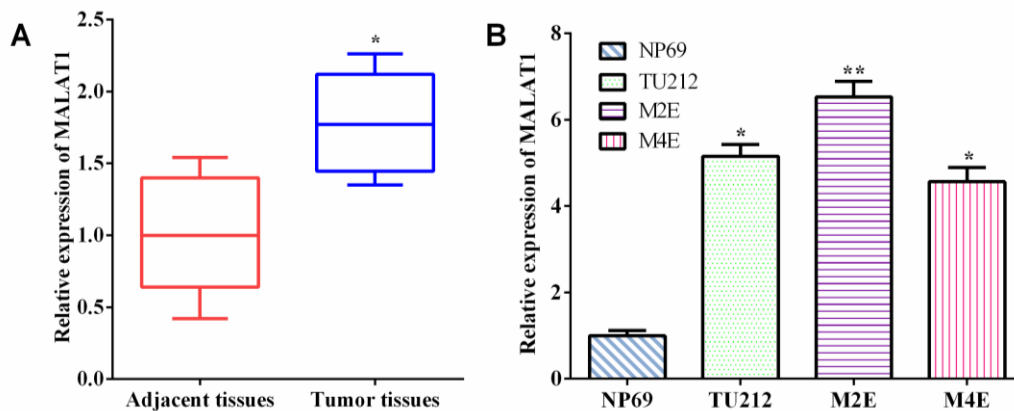 A
Relative expression of MALAT1
2.5
2.0
1.5
1.0
0.5
0.0
*
Adjacent tissues
Tumor tissues
B
Relative expression of MALAT1
8
6
4
2
0
NP69
TU212
M2E
M4E
*
**
*
NP69
TU212
M2E
M4E